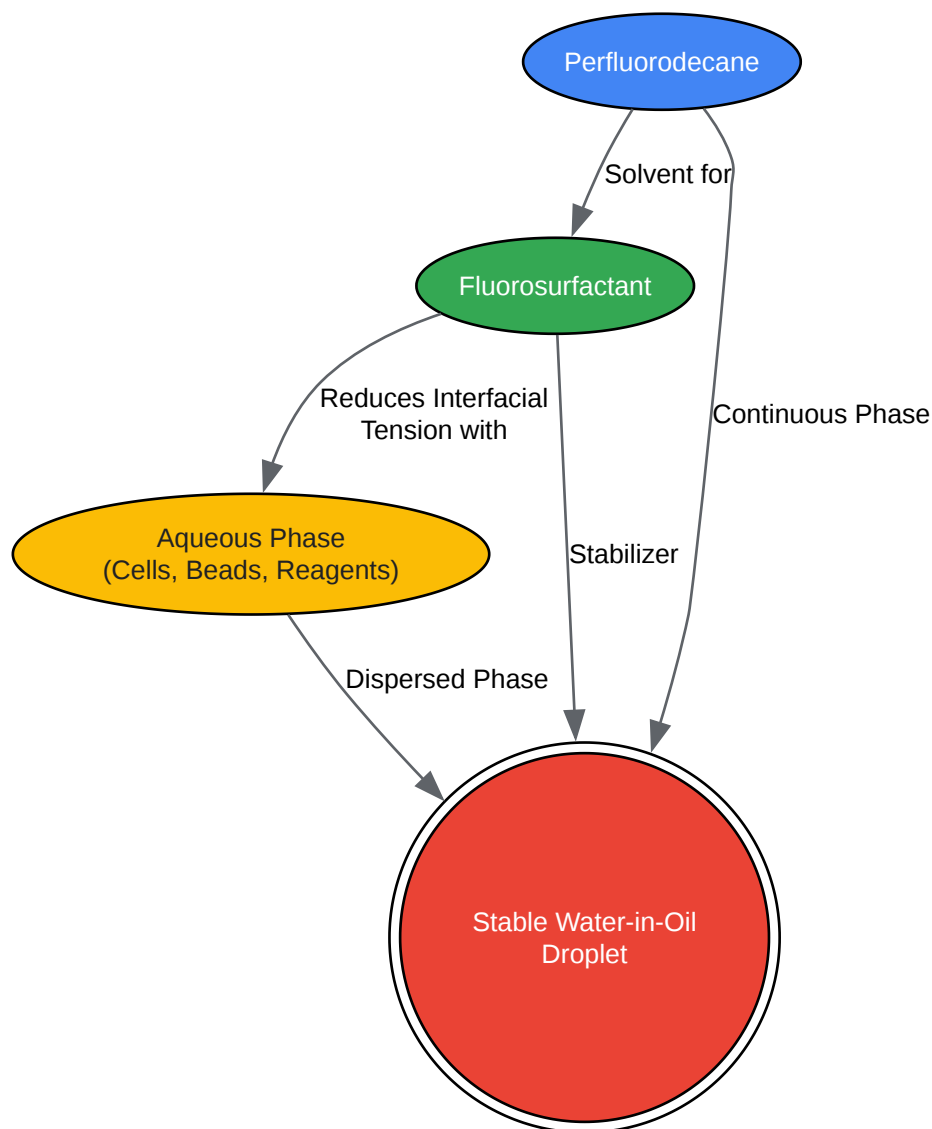 Perfluorodecane
Solvent for
Fluorosurfactant
Reduces Interfacial
Tension with
Continuous Phase
Aqueous Phase
(Cells, Beads, Reagents)
Stabilizer
Dispersed Phase
Stable Water-in-Oil
Droplet